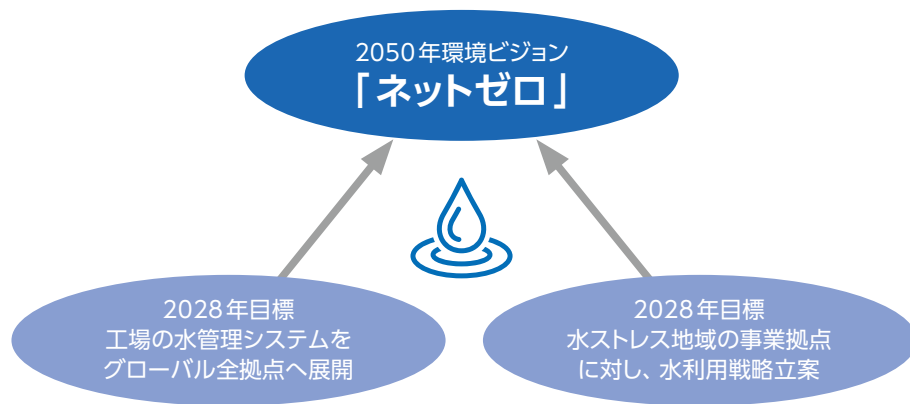 2050年環境ビジョン
「ネットゼロ」
2028年目標
工場の水管理システムを
グローバル全拠点へ展開
2028年目標
水ストレス地域の事業拠点
に対し、水利用戦略立案